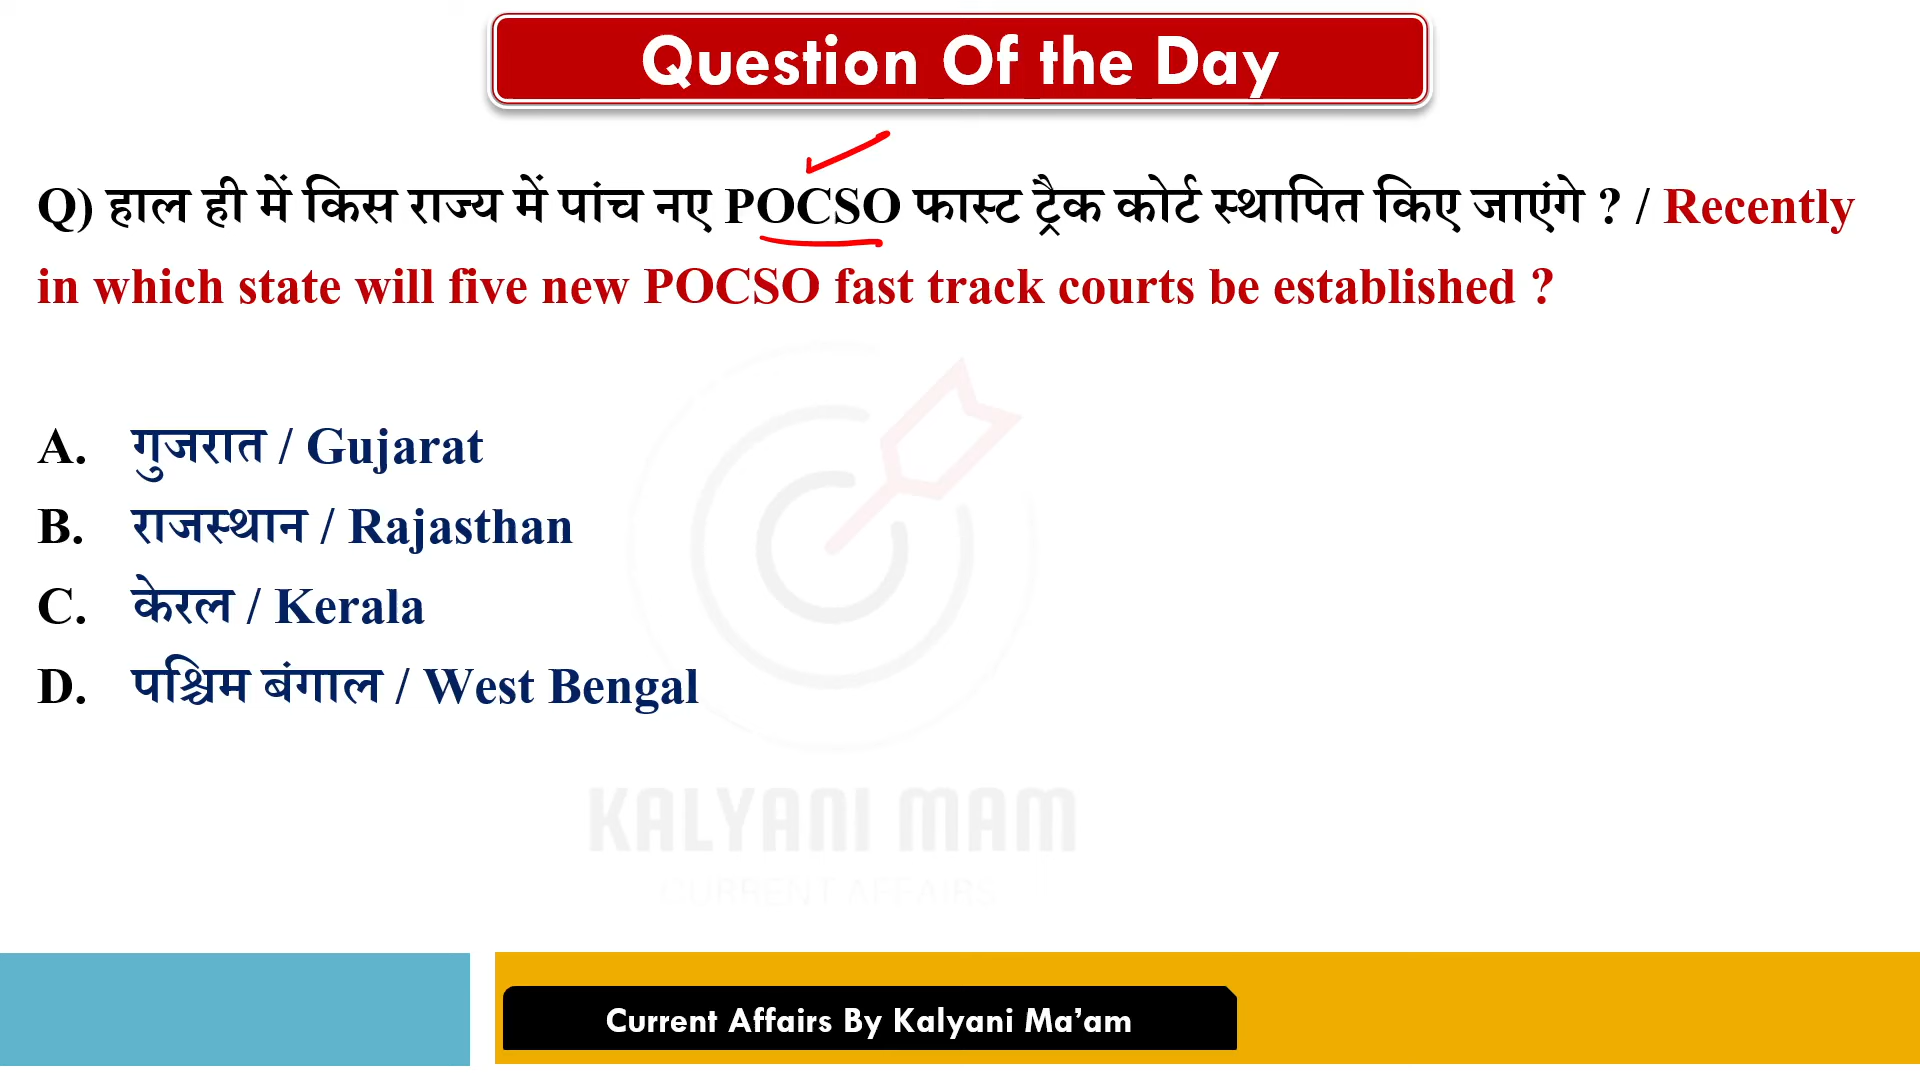 Question Of the Day
Q) हाल ही में किस राज्य में पांच नए POCSO फास्ट ट्रैक कोर्ट स्थापित किए जाएंगे ? / Recently
in which state will five new POCSO fast track courts be established ?
A. गुजरात / Gujarat
B. राजस्थान / Rajasthan
C. केरल / Kerala
D. पश्चिम बंगाल / West Bengal
KALYANI MAM
CURRENT AFFAIRS
Current Affairs By Kalyani Ma’am